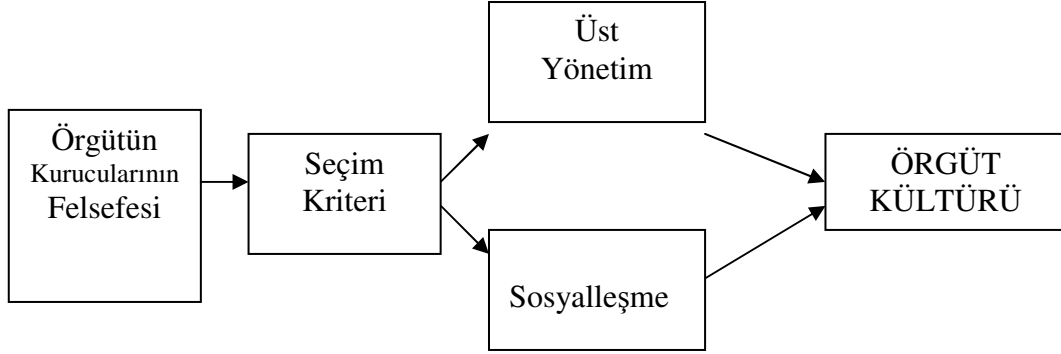 Örgütün
Kurucularının
Felsefesi
Seçim
Kriteri
Üst
Yönetim
Sosyalleşme
ÖRGÜT
KÜLTÜRÜ